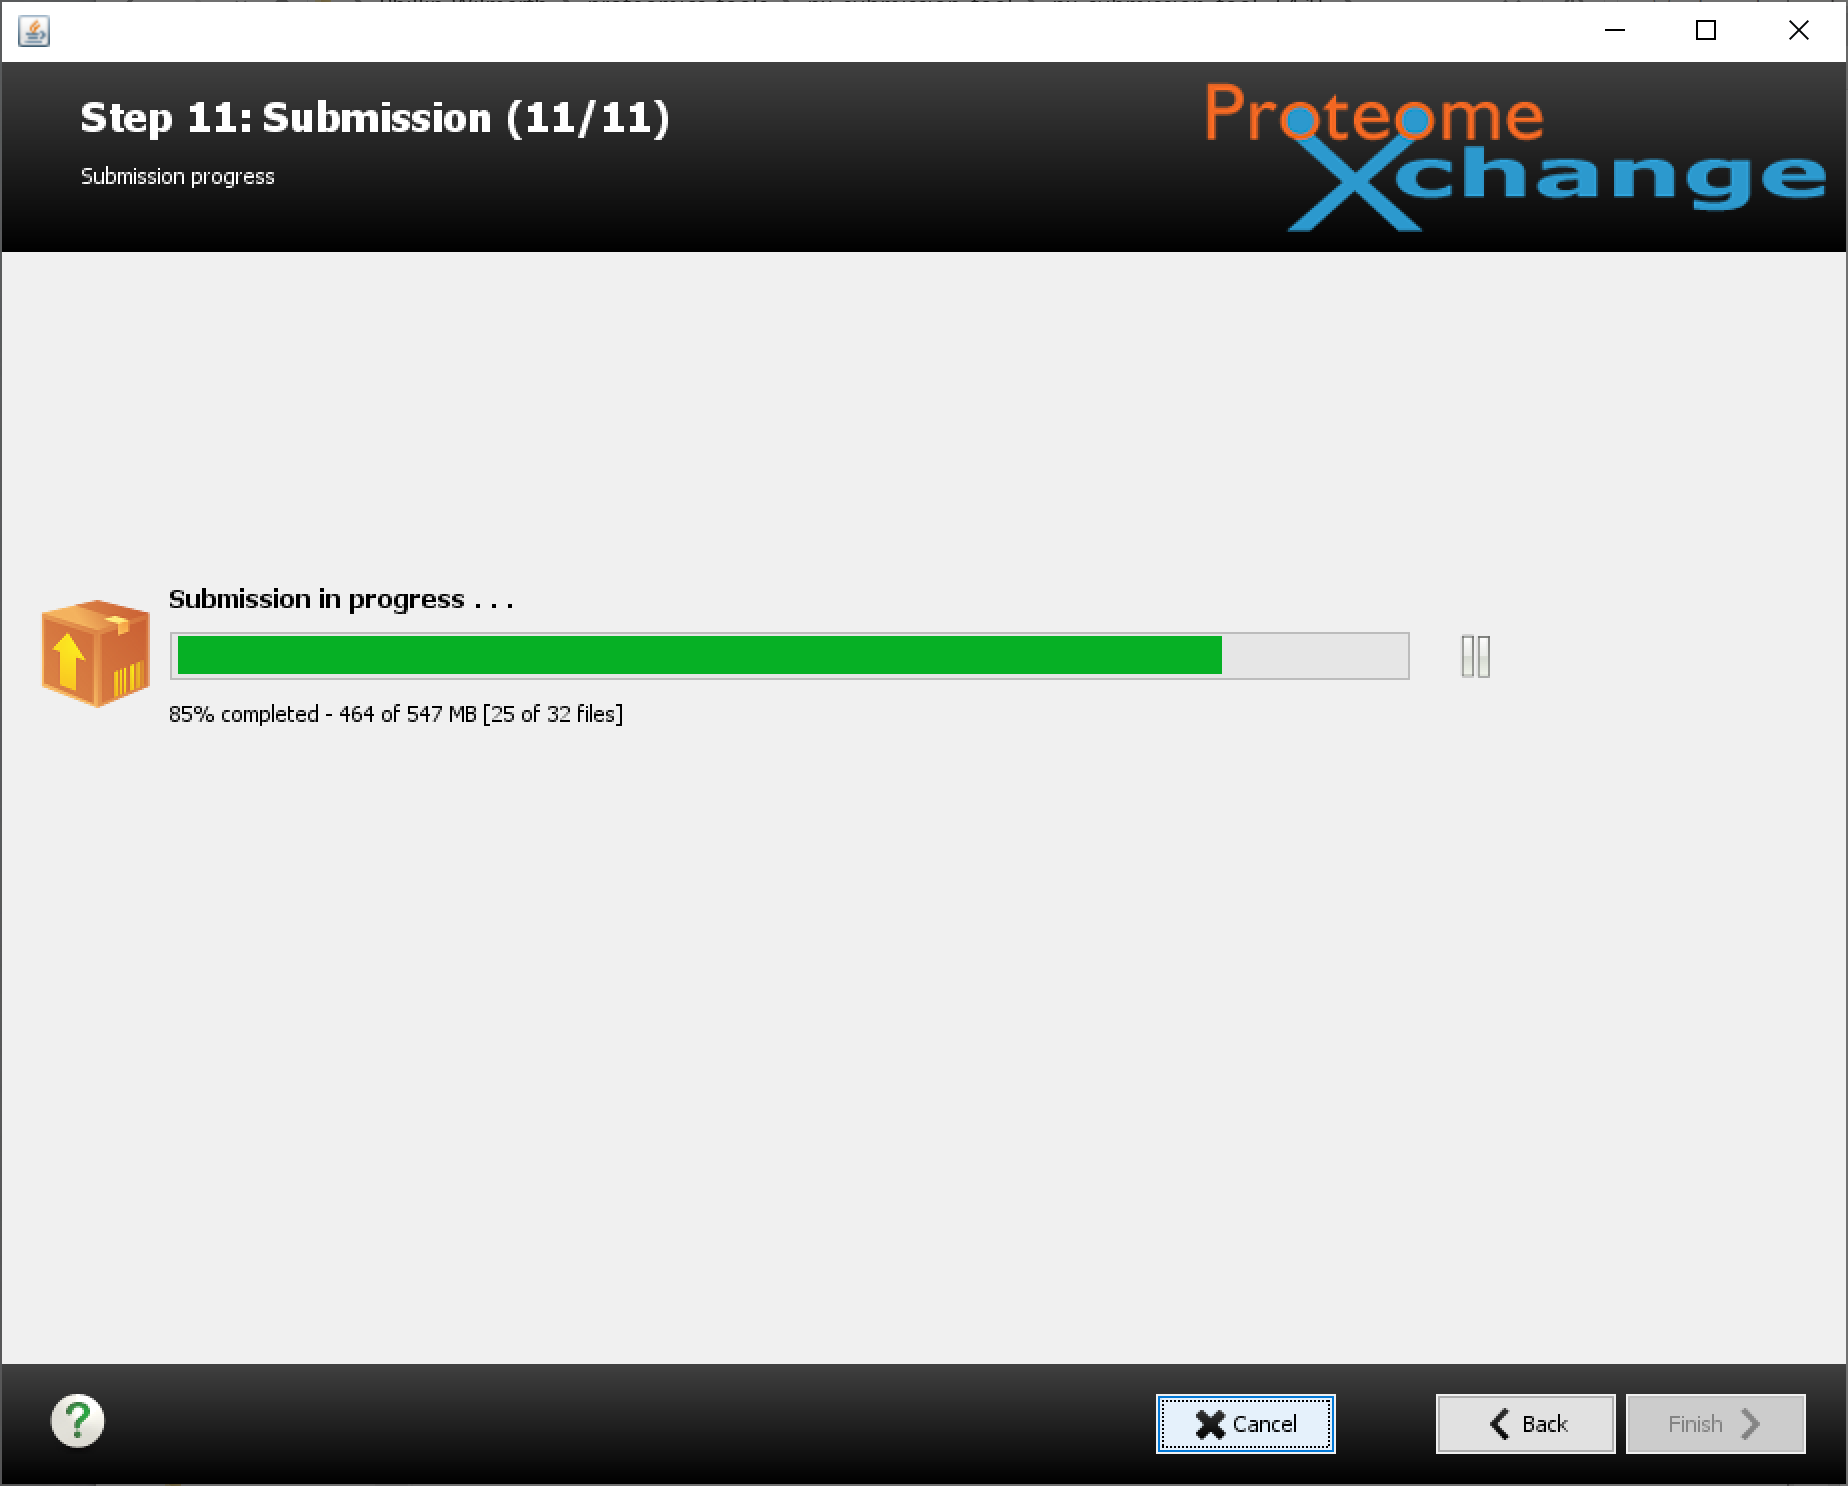 Step 11: Submission (11/11)
Submission progress
Proteome
Xchange
Submission in progress . . .
85% completed - 464 of 547 MB [25 of 32 files]
?
Cancel
Back
Finish